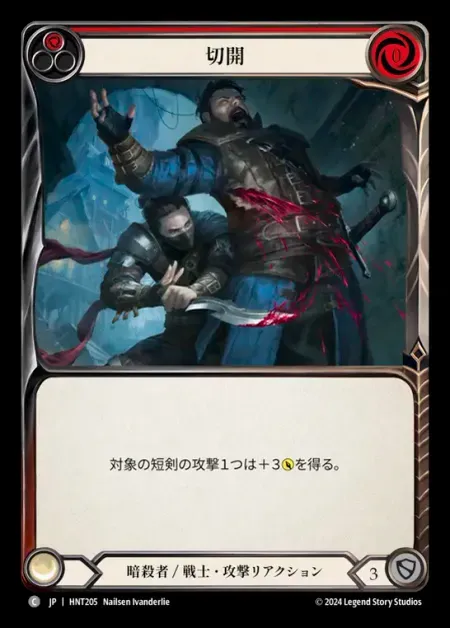 切開
0
対象の短剣の攻撃1つは+3を得る。
暗殺者 / 戦士・攻撃リアクション
3
C JP | HNT205 Nailsen Ivanderlie
© 2024 Legend Story Studios